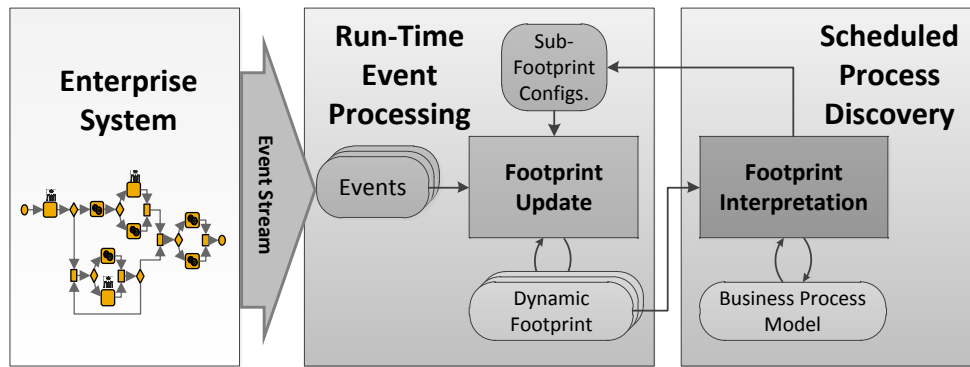 Enterprise
System
Event Stream
Run-Time
Event
Processing
Sub-
Footprint
Configs.
Events
Footprint
Update
Dynamic
Footprint
Scheduled
Process
Discovery
Footprint
Interpretation
Business Process
Model